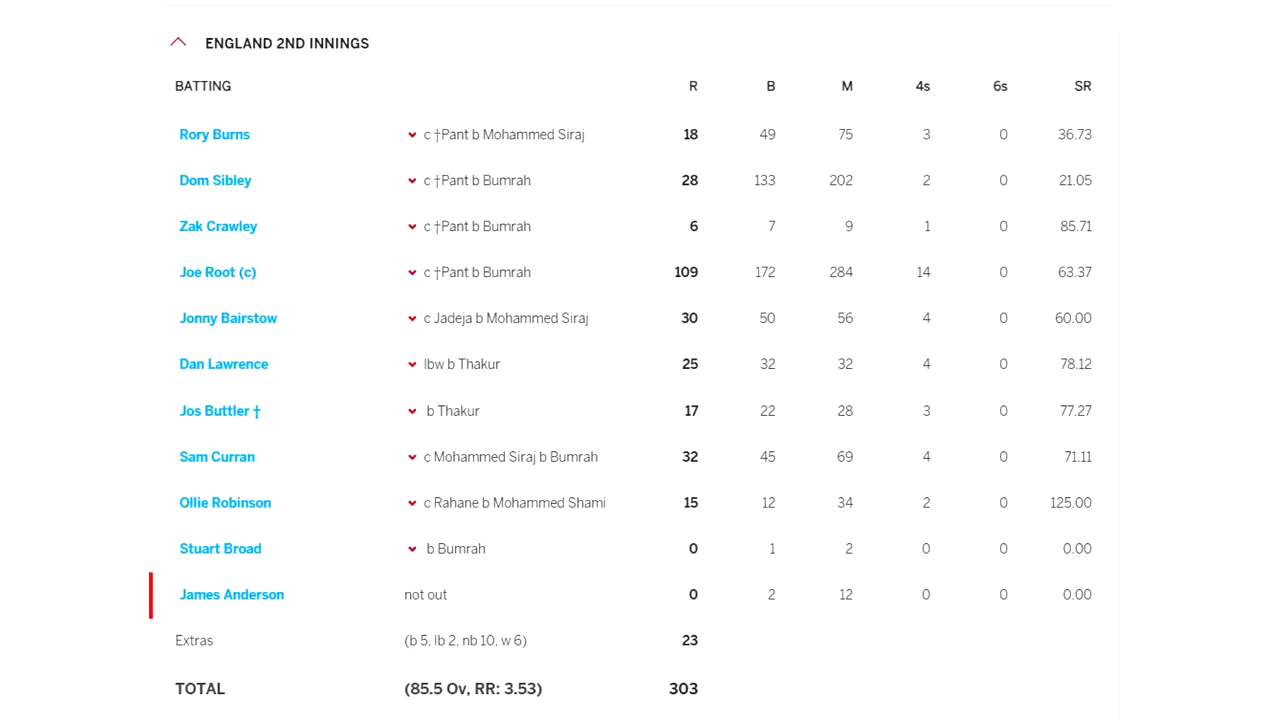 ENGLAND 2ND INNINGS
BATTING R B M 4s 6s SR
Rory Burns c †Pant b Mohammed Siraj 18 49 75 3 0 36.73
Dom Sibley c †Pant b Bumrah 28 133 202 2 0 21.05
Zak Crawley c †Pant b Bumrah 6 7 9 1 0 85.71
Joe Root (c) c †Pant b Bumrah 109 172 284 14 0 63.37
Jonny Bairstow c Jadeja b Mohammed Siraj 30 50 56 4 0 60.00
Dan Lawrence lbw b Thakur 25 32 32 4 0 78.12
Jos Buttler † b Thakur 17 22 28 3 0 77.27
Sam Curran c Mohammed Siraj b Bumrah 32 45 69 4 0 71.11
Ollie Robinson c Rahane b Mohammed Shami 15 12 34 2 0 125.00
Stuart Broad b Bumrah 0 1 2 0 0 0.00
James Anderson not out 0 2 12 0 0 0.00
Extras (b 5, lb 2, nb 10, w 6) 23
TOTAL (85.5 Ov, RR: 3.53) 303